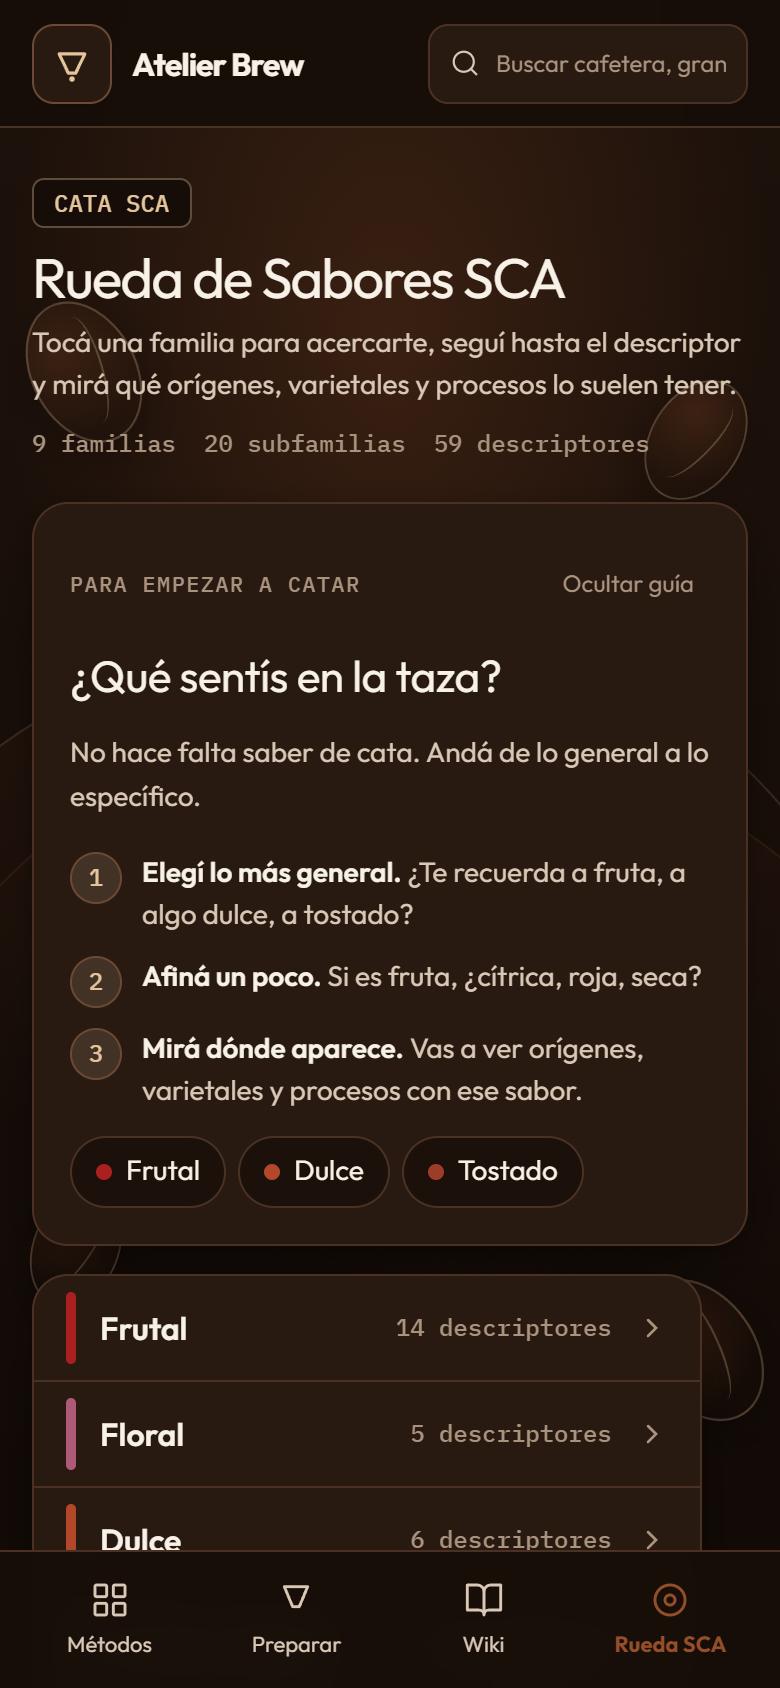 Atelier Brew
Buscar cafetera, gran
CATA SCA
Rueda de Sabores SCA
Tocá una familia para acercarte, seguí hasta el descriptor
y mirá qué orígenes, varietales y procesos lo suelen tener.
9 familias 20 subfamilias 59 descriptores
PARA EMPEZAR A CATAR
Ocultar guía
¿Qué sentís en la taza?
No hace falta saber de cata. Andá de lo general a lo
específico.
1
Elegí lo más general. ¿Te recuerda a fruta, a
algo dulce, a tostado?
2
Afiná un poco. Si es fruta, ¿cítrica, roja, seca?
3
Mirá dónde aparece. Vas a ver orígenes,
varietales y procesos con ese sabor.
Frutal
Dulce
Tostado
Frutal
14 descriptores
Floral
5 descriptores
Dulce
6 descriptores
Métodos
Preparar
Wiki
Rueda SCA